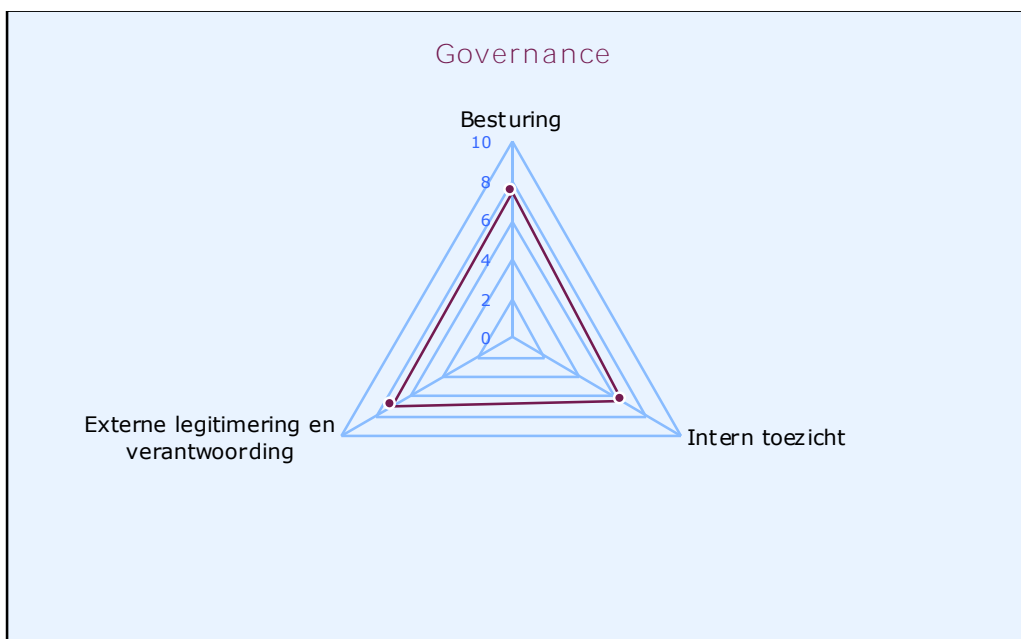 Governance
Besturing
10
8
6
4
2
0
Externe legitimering en
verantwoording
Intern toezicht